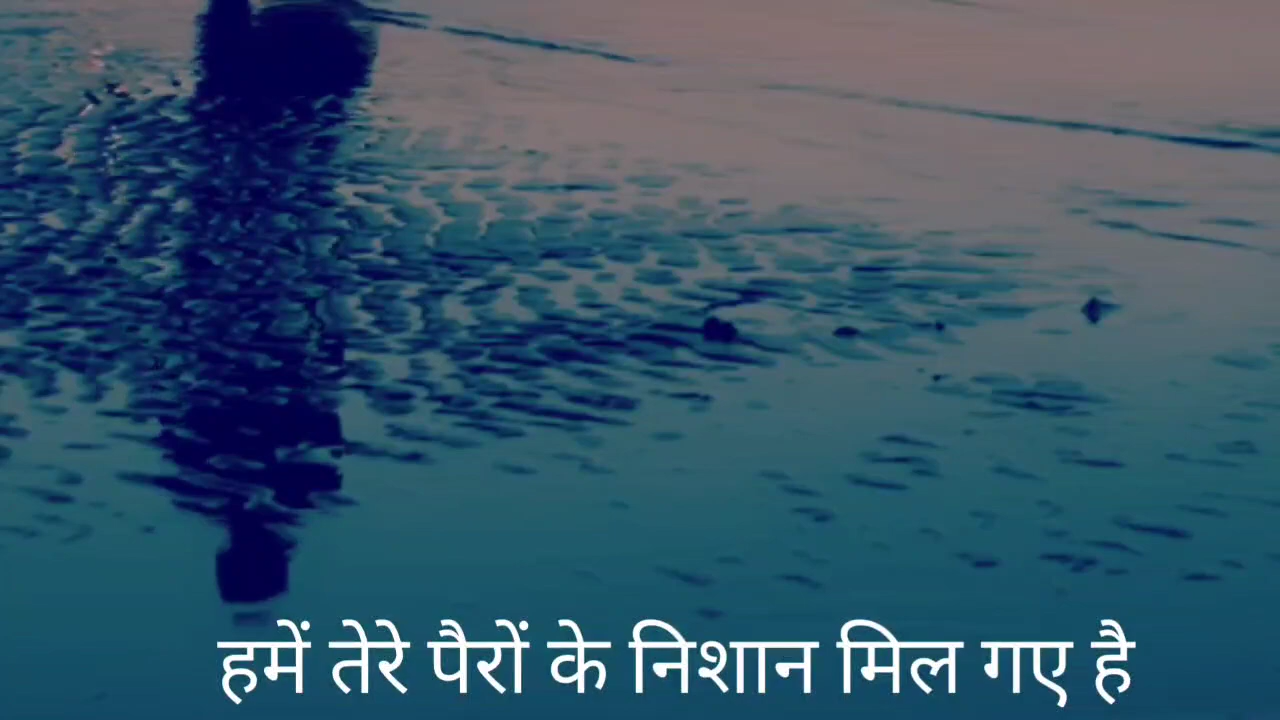 हमें तेरे पैरों के निशान मिल गए है